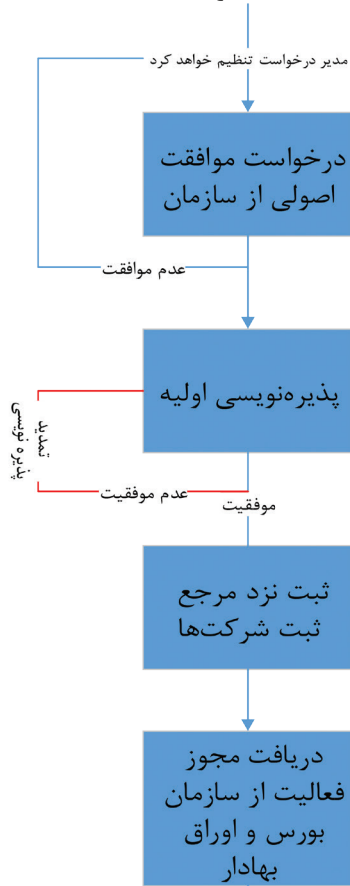 مدیر درخواست تنظیم خواهد کرد
درخواست موافقت
اصولی از سازمان
عدم موافقت
پذیره‌نویسی اولیه
تمدید
پذیره نویسی
عدم موفقیت
موفقیت
ثبت نزد مرجع
ثبت شرکت‌ها
دریافت مجوز
فعالیت از سازمان
بورس و اوراق
بهادار